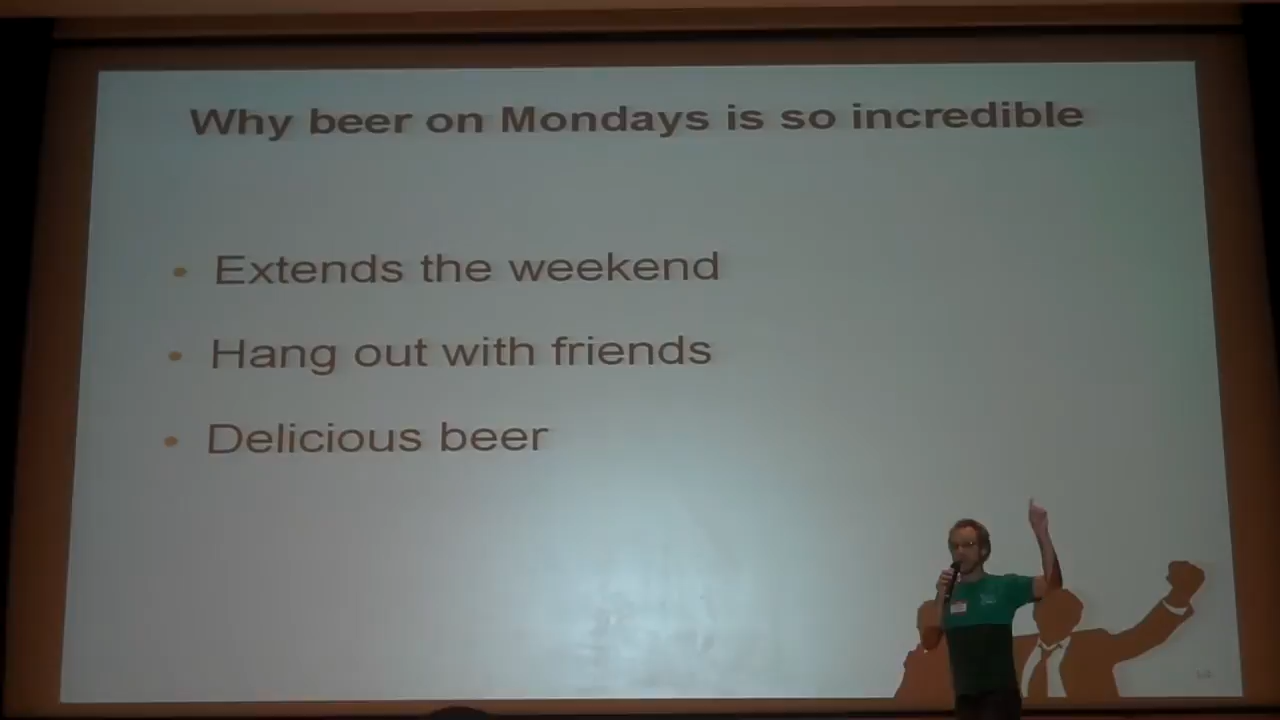 Why beer on Mondays is so incredible
• Extends the weekend
• Hang out with friends
• Delicious beer